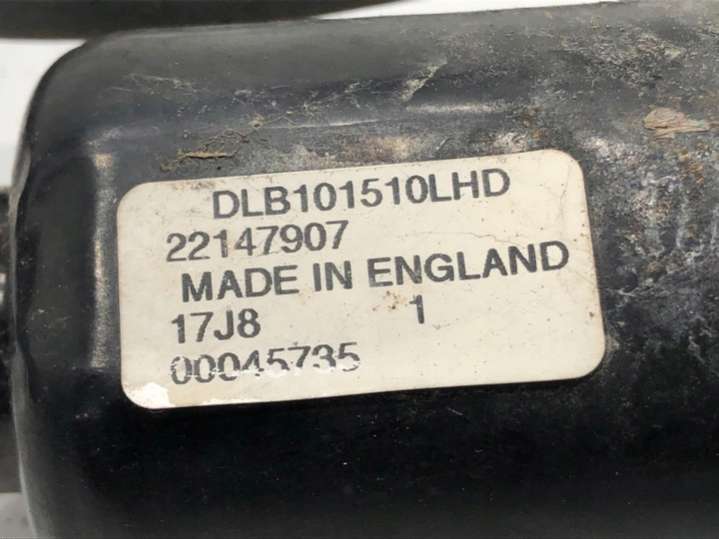 DLB101510LHD
22147907
MADE IN ENGLAND
17J8 1
00045735